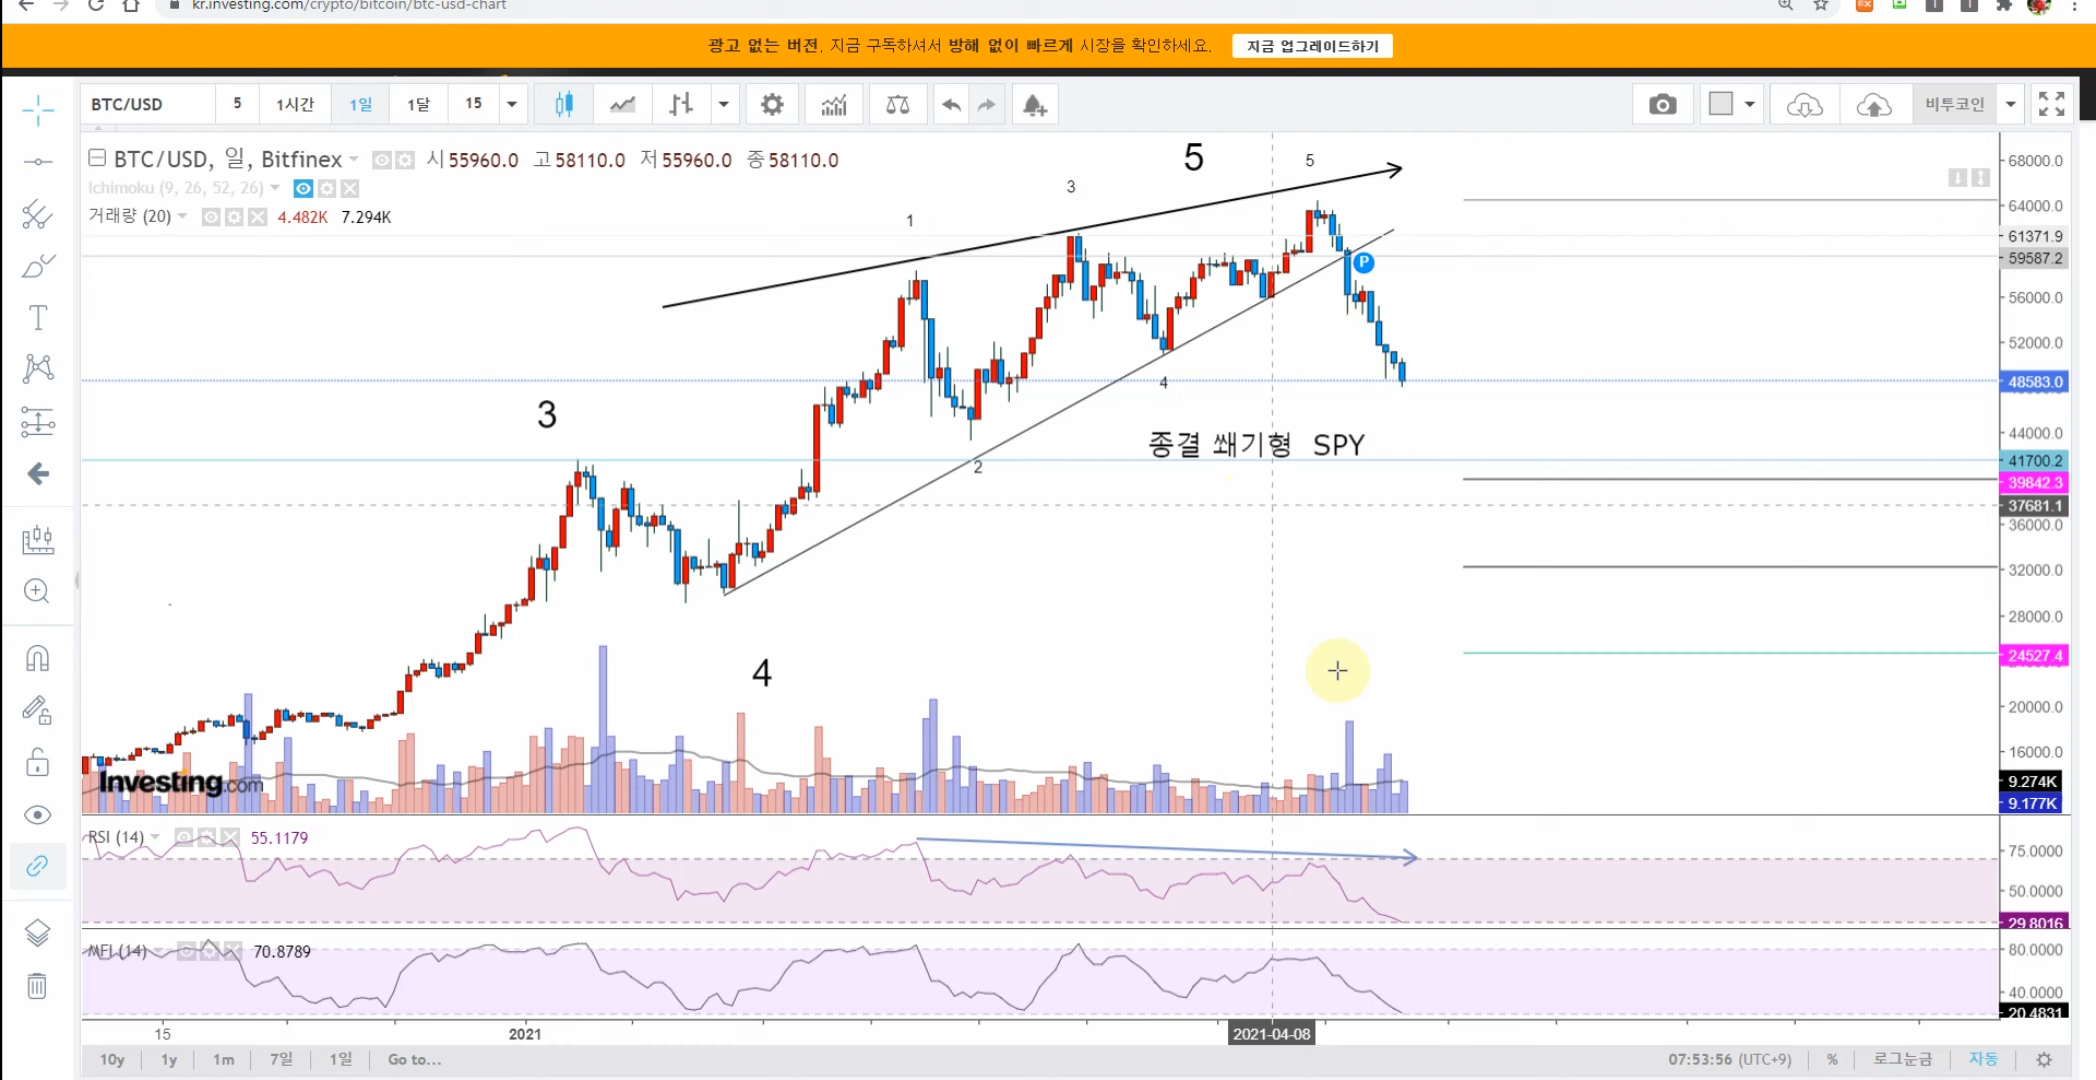 kr.investing.com/crypto/bitcoin/btc-usd-chart
광고 없는 버전. 지금 구독하셔서 방해 없이 빠르게 시장을 확인하세요. 지금 업그레이드하기
BTC/USD 5 1시간 1일 1달 15 비투코인
BTC/USD, 일, Bitfinex 시 55960.0 고 58110.0 저 55960.0 종 58110.0
Ichimoku (9, 26, 52, 26)
거래량 (20) 4.482K 7.294K
5
5
3
1
3
4
2
4
종결 쐐기형 SPY
P
68000.0
64000.0
61371.9
59587.2
56000.0
52000.0
48583.0
44000.0
41700.2
39842.3
37681.1
36000.0
32000.0
28000.0
24527.4
20000.0
16000.0
9.274K
9.177K
Investing.com
RSI (14) 55.1179
75.0000
50.0000
29.8016
MFI (14) 70.8789
80.0000
40.0000
20.4831
15 2021 2021-04-08
10y 1y 1m 7일 1일 Go to... 07:53:56 (UTC+9) % 로그눈금 자동